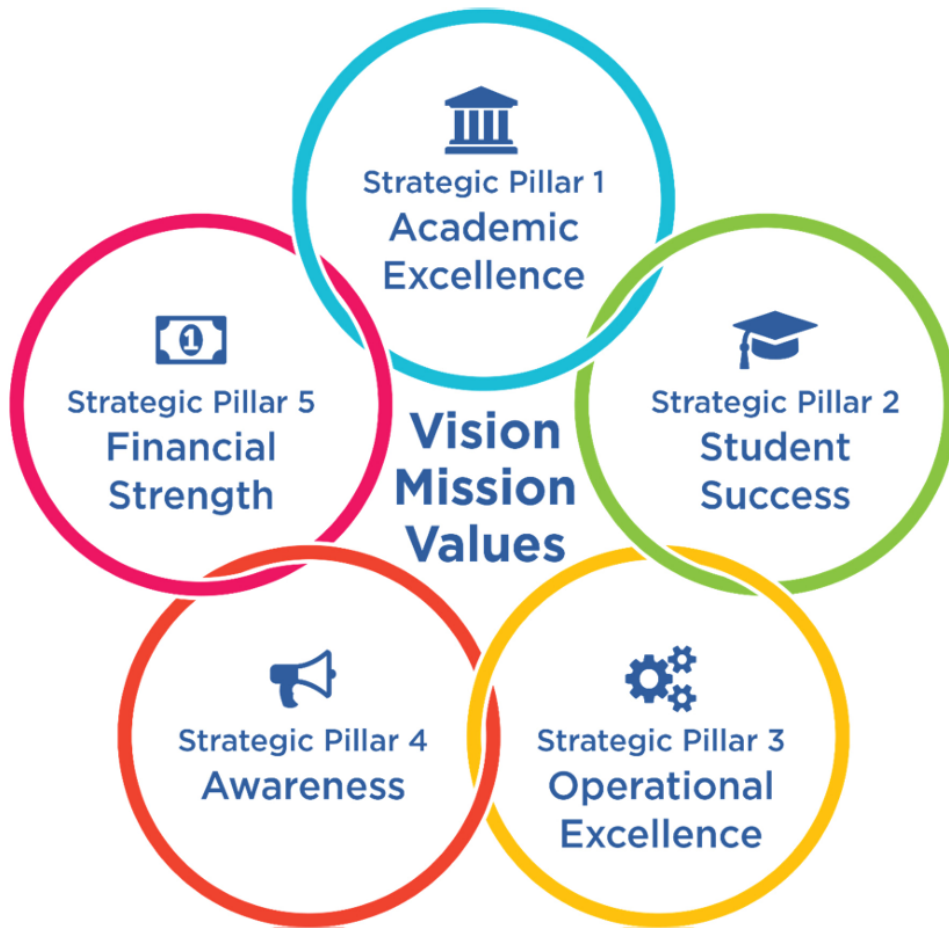 Strategic Pillar 1
Academic
Excellence
Strategic Pillar 2
Student
Success
Strategic Pillar 3
Operational
Excellence
Strategic Pillar 4
Awareness
Strategic Pillar 5
Financial
Strength
1
Vision
Mission
Values